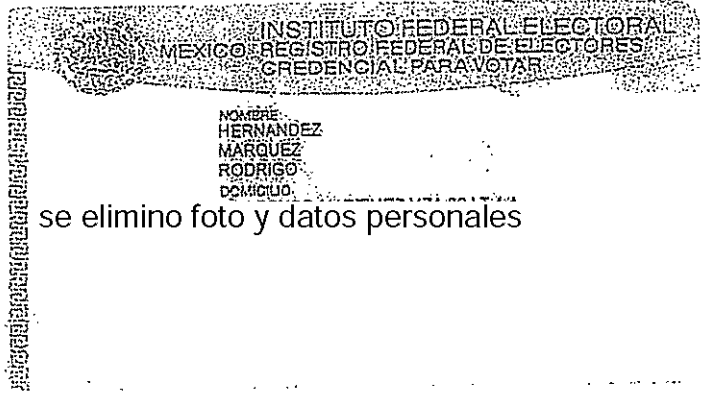 INSTITUTO FEDERAL ELECTORAL
MEXICO REGISTRO FEDERAL DE ELECTORES
CREDENCIAL PARA VOTAR
NOMBRE
HERNANDEZ
MARQUEZ
RODRIGO
DOMICILIO
se elimino foto y datos personales